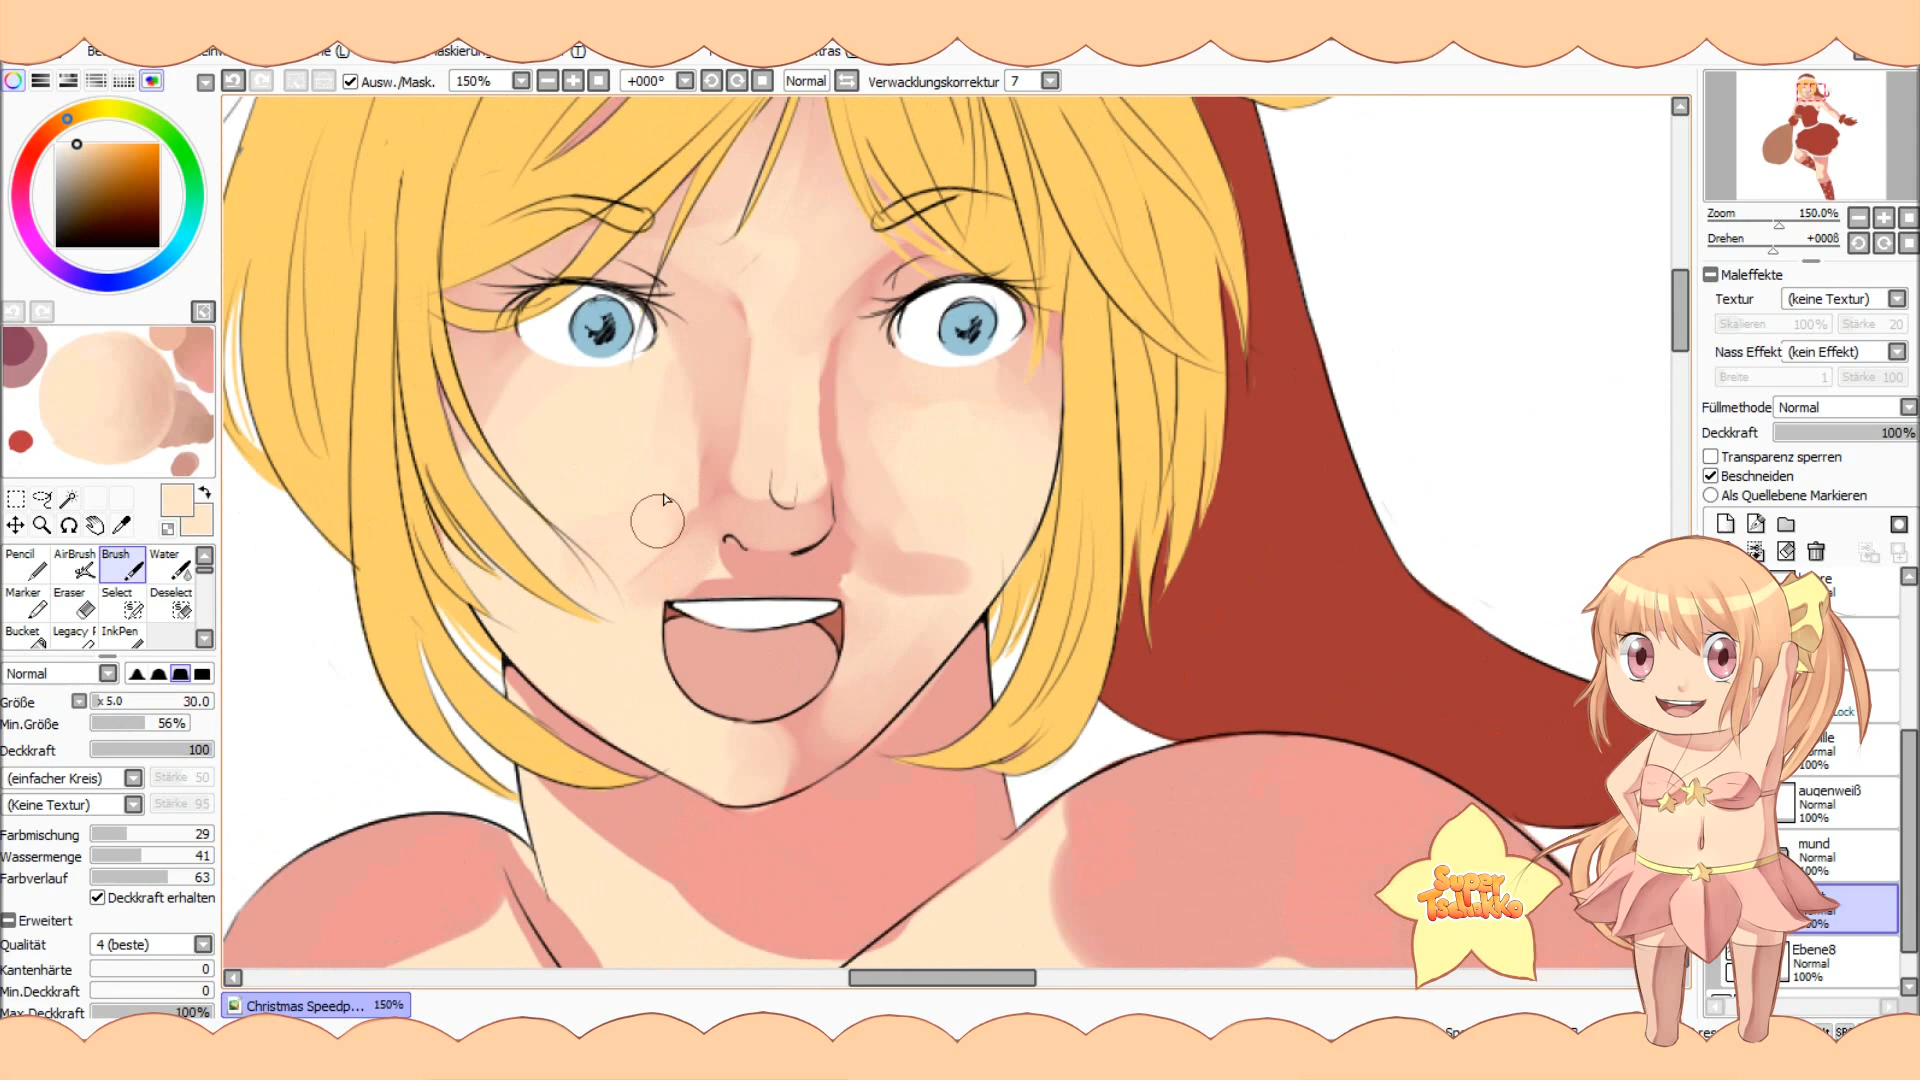 Ausw./Mask.
150%
+000°
Normal
Verwacklungskorrektur
7
Zoom
150.0%
Drehen
+000ß
Maleffekte
Textur
(keine Textur)
Skalieren
100%
Stärke
20
Nass Effekt
(kein Effekt)
Breite
1
Stärke
100
Füllmethode
Normal
Deckkraft
100%
Transparenz sperren
Beschneiden
Als Quellebene Markieren
Pencil
AirBrush
Brush
Water
Marker
Eraser
Select
Deselect
Bucket
Legacy
InkPen
Normal
Größe
x 5.0
30.0
Min.Größe
56%
Deckkraft
100
(einfacher Kreis)
Stärke
50
(Keine Textur)
Stärke
95
Farbmischung
29
Wassermenge
41
Farbverlauf
63
Deckkraft erhalten
Erweitert
Qualität
4 (beste)
Kantenhärte
0
Min.Deckkraft
0
Max.Deckkraft
100%
100%
augenweiß
Normal
100%
mund
Normal
100%
Ebene8
Normal
100%
Super
Tschokko
Christmas Speedp...
150%